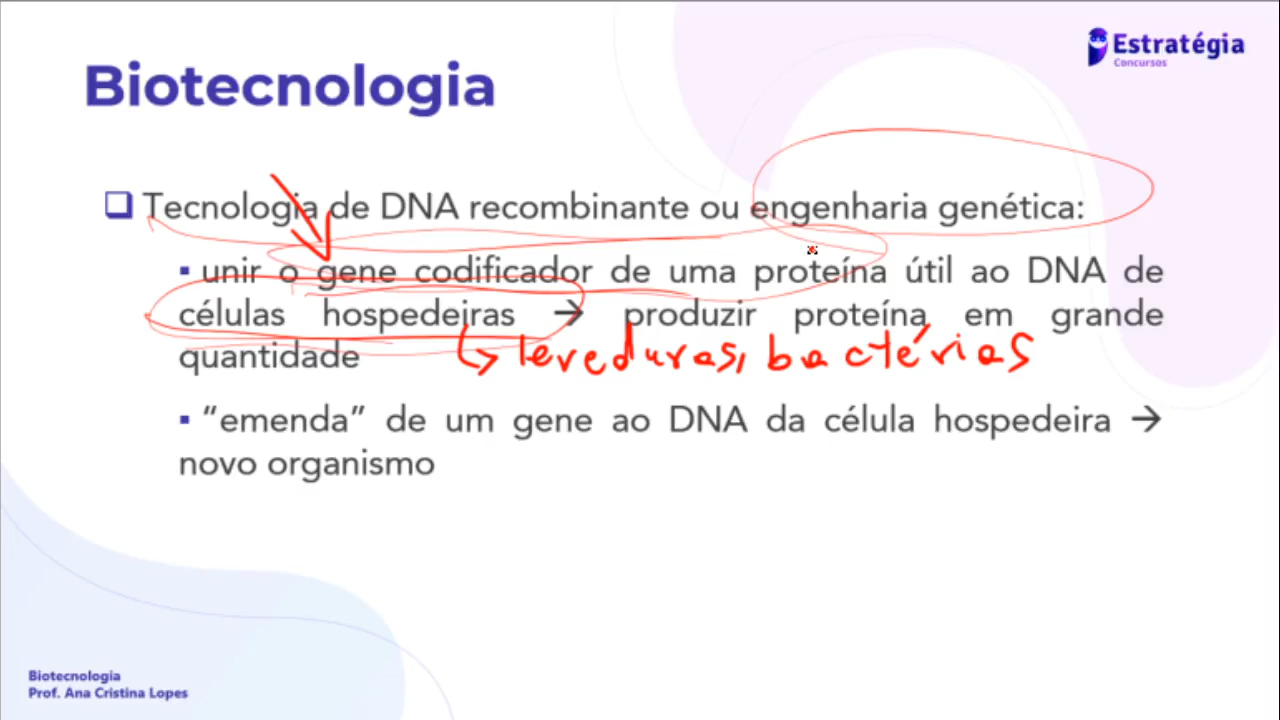 Estratégia
Concursos
Biotecnologia
❑ Tecnologia de DNA recombinante ou engenharia genética:
▪ unir o gene codificador de uma proteína útil ao DNA de
células hospedeiras → produzir proteína em grande
quantidade
↳ leveduras, bactérias
▪ “emenda” de um gene ao DNA da célula hospedeira →
novo organismo
Biotecnologia
Prof. Ana Cristina Lopes